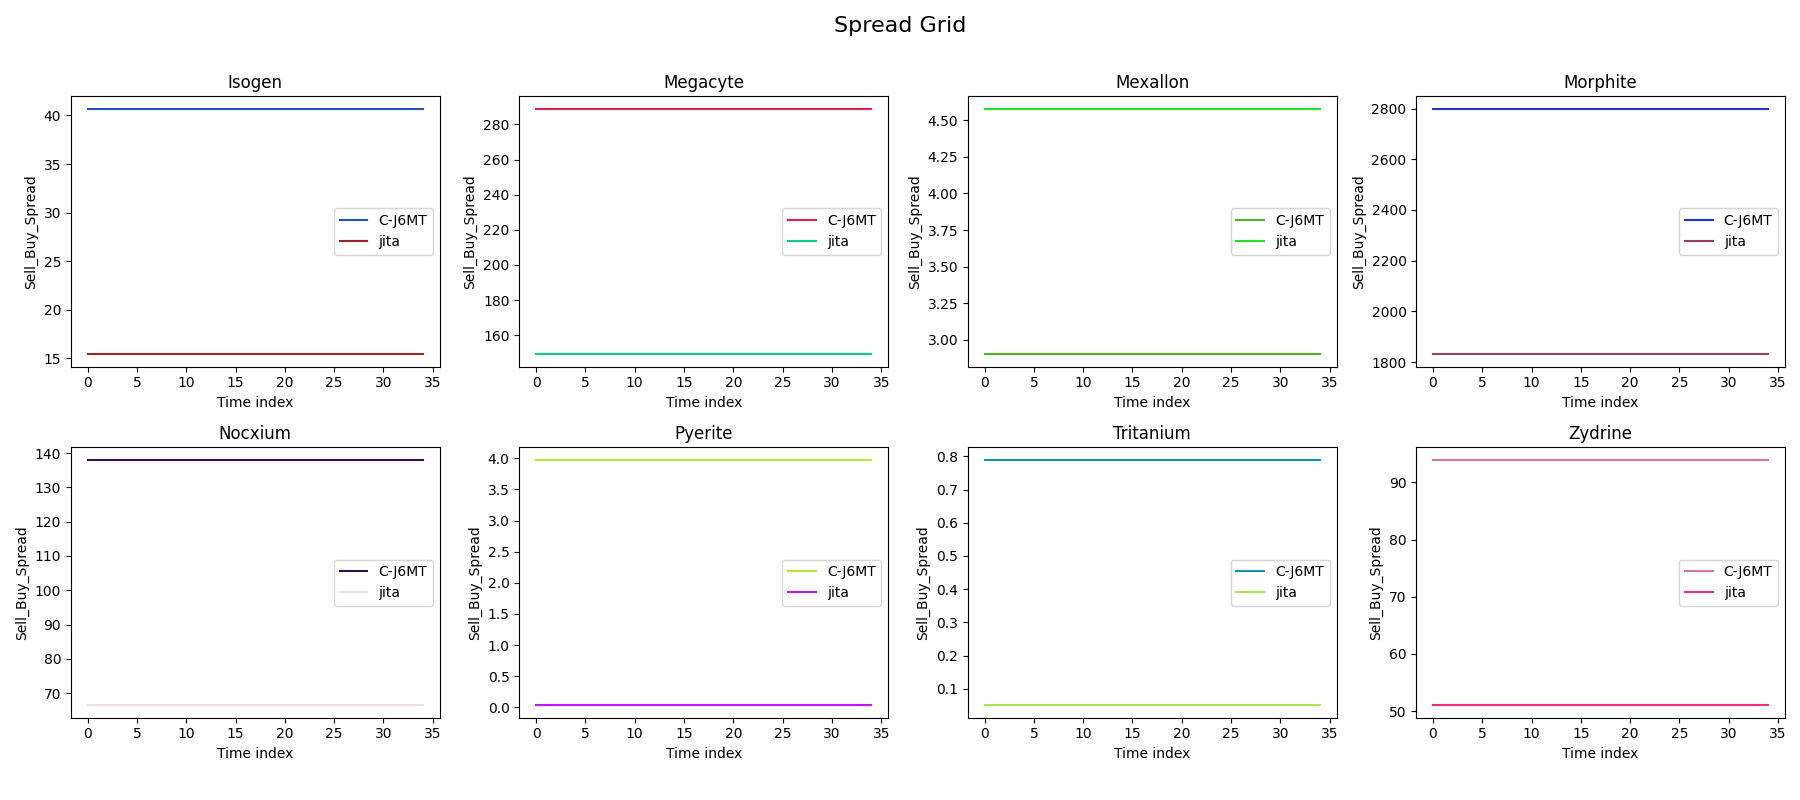 Spread Grid
Isogen
Sell_Buy_Spread
40
35
30
25
20
15
0 5 10 15 20 25 30 35
Time index
C-J6MT
jita
Megacyte
Sell_Buy_Spread
280
260
240
220
200
180
160
0 5 10 15 20 25 30 35
Time index
C-J6MT
jita
Mexallon
Sell_Buy_Spread
4.50
4.25
4.00
3.75
3.50
3.25
3.00
0 5 10 15 20 25 30 35
Time index
C-J6MT
jita
Morphite
Sell_Buy_Spread
2800
2600
2400
2200
2000
1800
0 5 10 15 20 25 30 35
Time index
C-J6MT
jita
Nocxium
Sell_Buy_Spread
140
130
120
110
100
90
80
70
0 5 10 15 20 25 30 35
Time index
C-J6MT
jita
Pyerite
Sell_Buy_Spread
4.0
3.5
3.0
2.5
2.0
1.5
1.0
0.5
0.0
0 5 10 15 20 25 30 35
Time index
C-J6MT
jita
Tritanium
Sell_Buy_Spread
0.8
0.7
0.6
0.5
0.4
0.3
0.2
0.1
0 5 10 15 20 25 30 35
Time index
C-J6MT
jita
Zydrine
Sell_Buy_Spread
90
80
70
60
50
0 5 10 15 20 25 30 35
Time index
C-J6MT
jita